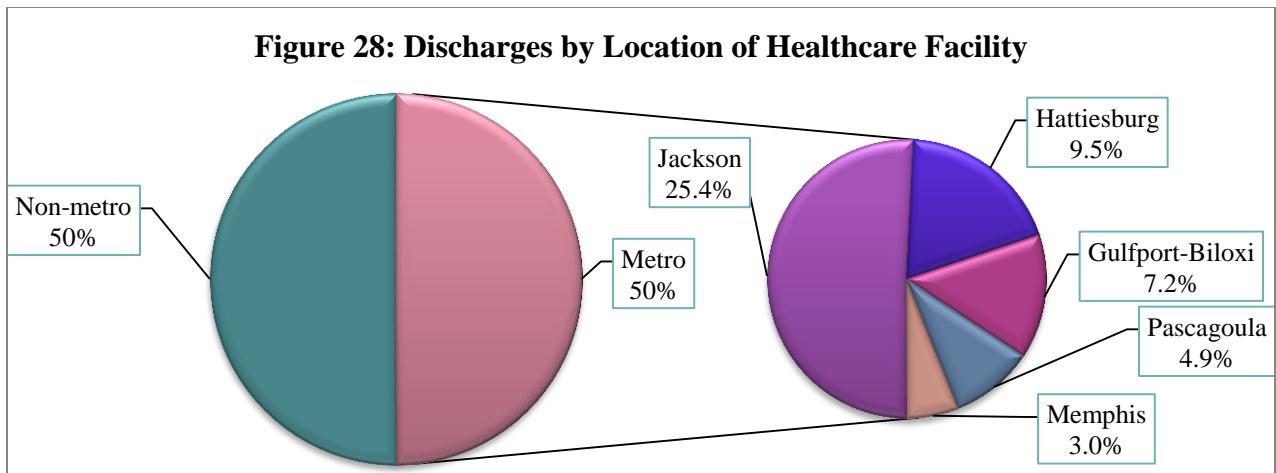 Figure 28: Discharges by Location of Healthcare Facility
Non-metro
50%
Metro
50%
Jackson
25.4%
Hattiesburg
9.5%
Gulfport-Biloxi
7.2%
Pascagoula
4.9%
Memphis
3.0%